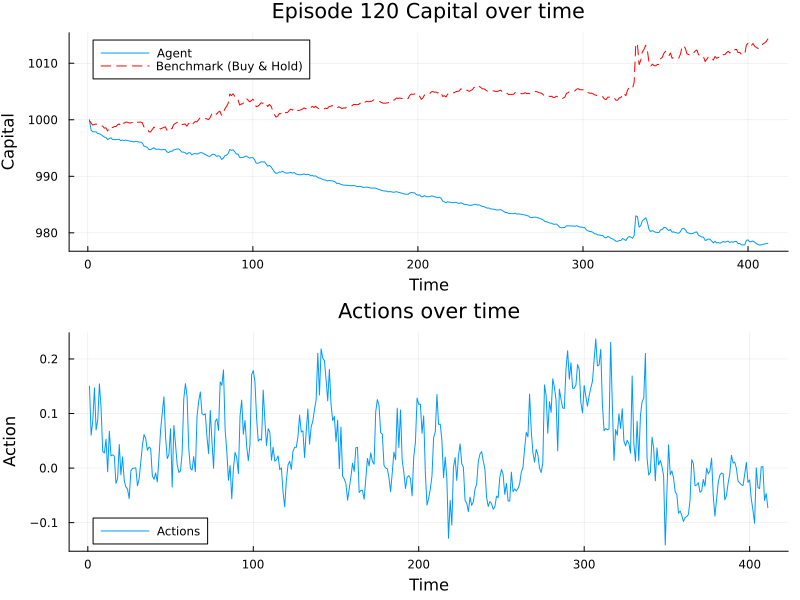 Episode 120 Capital over time
Agent
Benchmark (Buy & Hold)
Capital
1010
1000
990
980
0 100 200 300 400
Time
Actions over time
Action
0.2
0.1
0.0
−0.1
Actions
0 100 200 300 400
Time